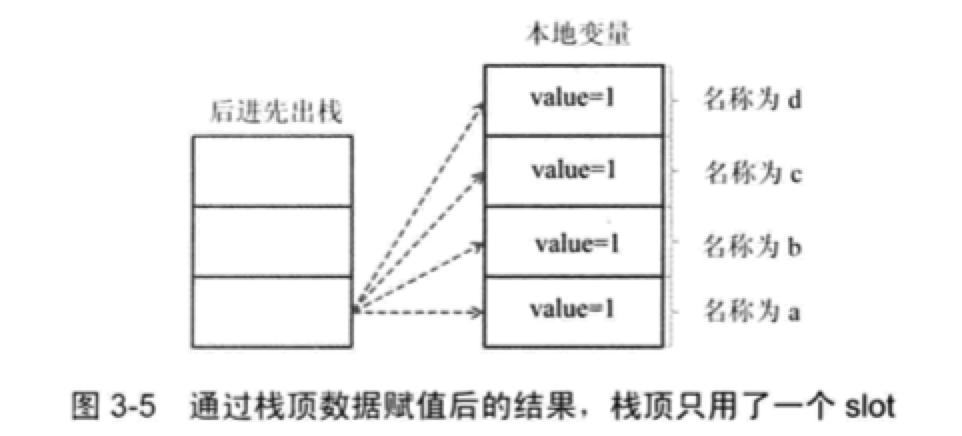 本地变量
后进先出栈
value=1 名称为 d
value=1 名称为 c
value=1 名称为 b
value=1 名称为 a
图 3-5 通过栈顶数据赋值后的结果，栈顶只用了一个 slot